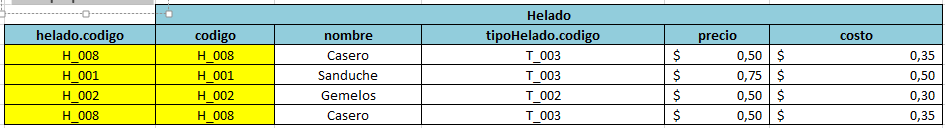 Helado
helado.codigo codigo nombre tipoHelado.codigo precio costo
H_008 H_008 Casero T_003 $ 0,50 $ 0,35
H_001 H_001 Sanduche T_003 $ 0,75 $ 0,50
H_002 H_002 Gemelos T_002 $ 0,50 $ 0,30
H_008 H_008 Casero T_003 $ 0,50 $ 0,35